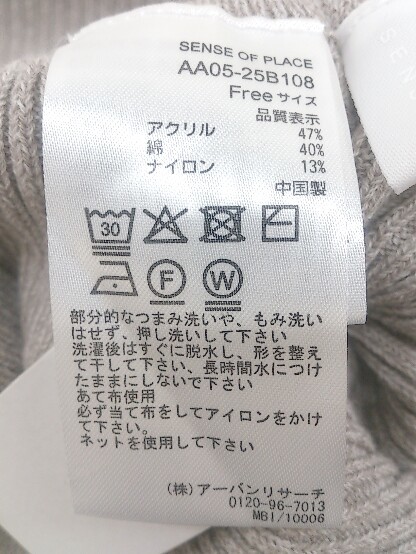 SENSE OF PLACE
AA05-25B108
Free サイズ
品質表示
アクリル 47%
綿 40%
ナイロン 13%
中国製
30
F W
部分的なつまみ洗いや、もみ洗い
はせず、押し洗いして下さい
洗濯後はすぐに脱水し、形を整え
て干して下さい、長時間水につけ
たままにしないで下さい
あて布使用
必ず当て布をしてアイロンをかけ
て下さい。
ネットを使用して下さい
(株)アーバンリサーチ
0120-96-7013
MBI/10006